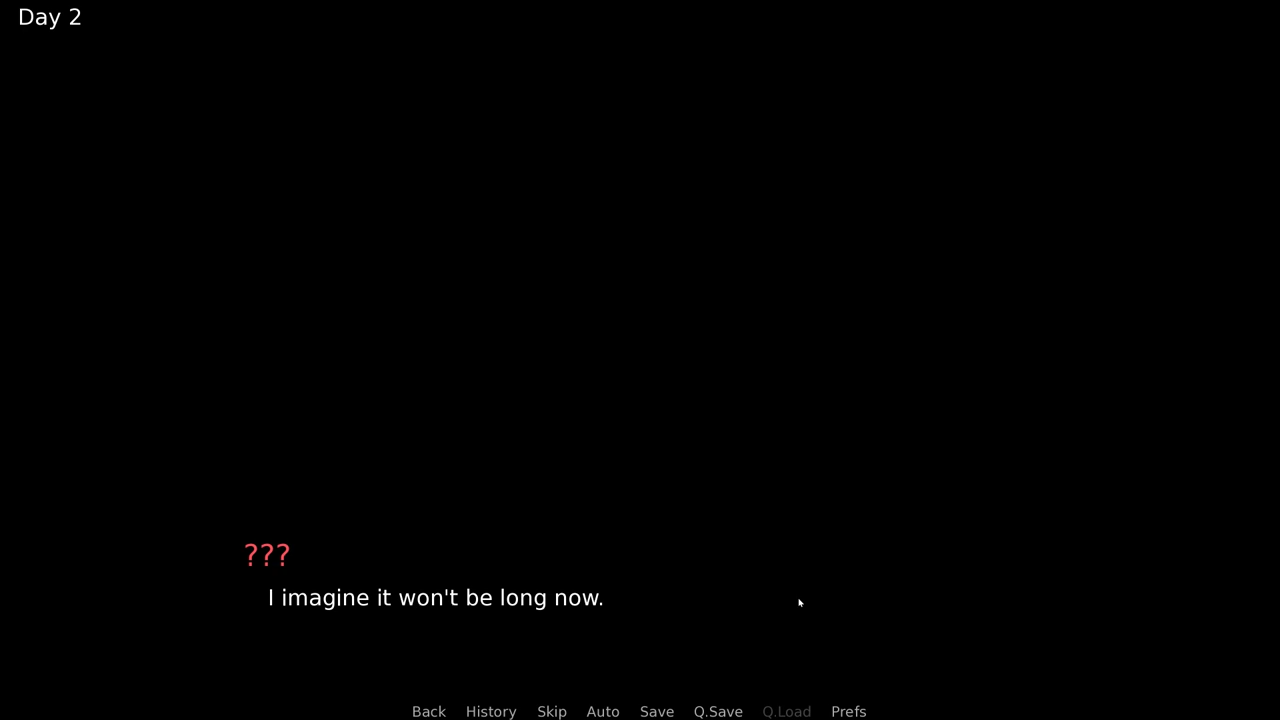 Day 2
???
I imagine it won't be long now.
Back History Skip Auto Save Q.Save Q.Load Prefs